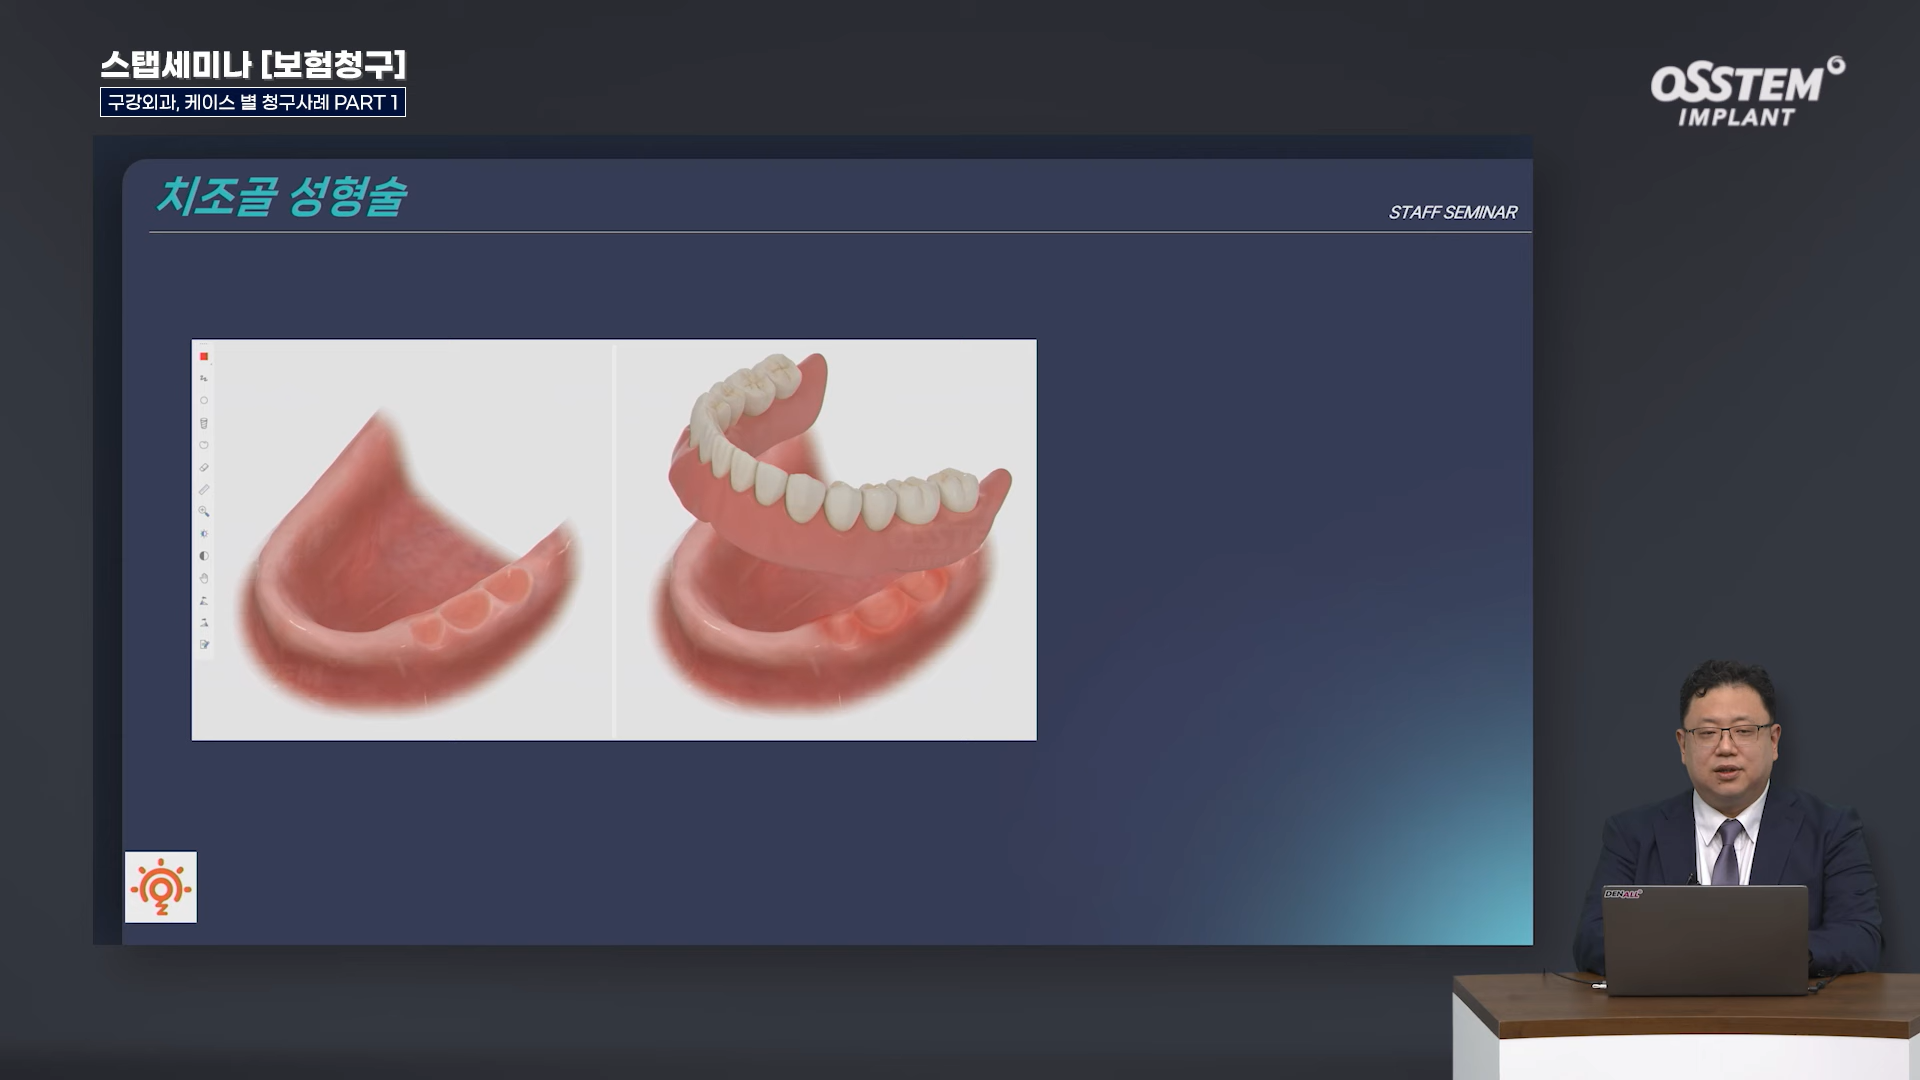 스탭세미나 [보험청구]
구강외과, 케이스 별 청구사례 PART 1
OSSTEM
IMPLANT
치조골 성형술
STAFF SEMINAR
DENALL